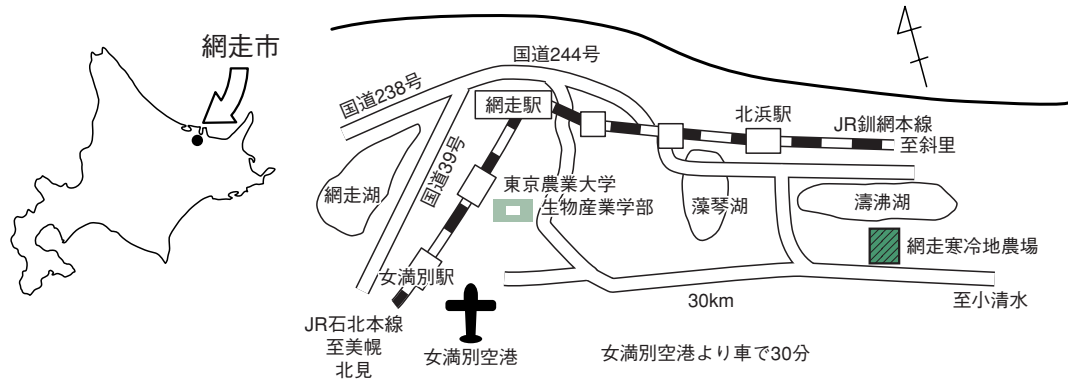 網走市
国道244号
国道238号
網走駅
北浜駅
JR釧網本線
至斜里
国道39号
網走湖
東京農業大学
生物産業学部
藻琴湖
濤沸湖
網走寒冷地農場
女満別駅
30km
至小清水
JR石北本線
至美幌
北見
女満別空港
女満別空港より車で30分